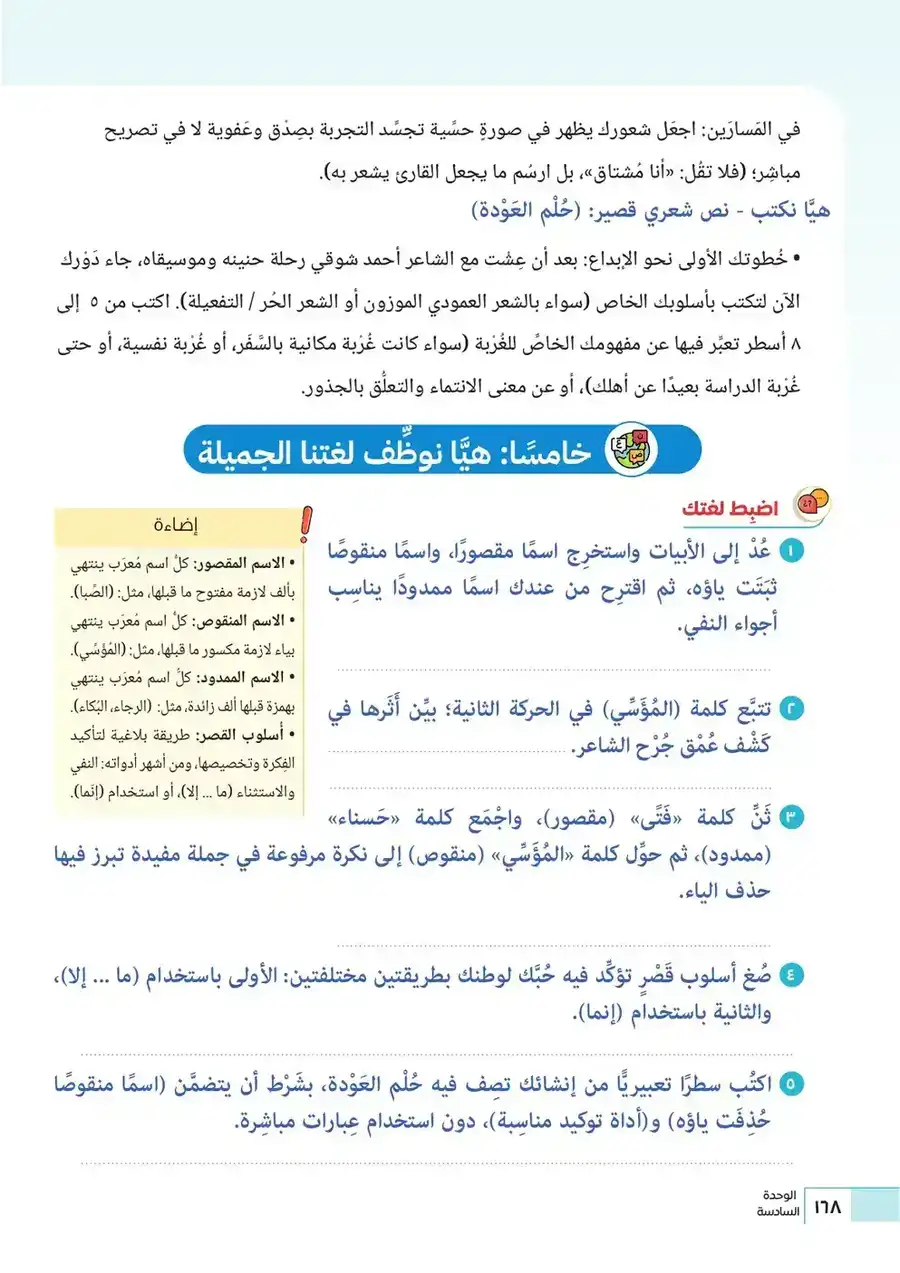 في المَسارَين: اجعَل شعورك يظهر في صورةٍ حسِّية تجسِّد التجربة بصِدْق وعَفوية لا في تصريح
مباشِر؛ (فلا تقُل: «أنا مُشتاق»، بل ارسُم ما يجعل القارئ يشعر به).
هيَّا نكتب - نص شعري قصير: (حُلْم العَوْدة)
• خُطوتك الأولى نحو الإبداع: بعد أن عِشت مع الشاعر أحمد شوقي رحلة حنينه وموسيقاه، جاء دَوْرك
الآن لتكتب بأسلوبك الخاص (سواء بالشعر العمودي الموزون أو الشعر الحُر / التفعيلة). اكتب من ٥ إلى
٨ أسطر تعبِّر فيها عن مفهومك الخاصِّ للغُربة (سواء كانت غُرْبة مكانية بالسَّفَر، أو غُرْبة نفسية، أو حتى
غُرْبة الدراسة بعيدًا عن أهلك)، أو عن معنى الانتماء والتعلُّق بالجذور.
خامسًا: هيَّا نوظِّف لغتنا الجميلة
اضبِط لغتك
١ عُدْ إلى الأبيات واستخرِج اسمًا مقصورًا، واسمًا منقوصًا
ثبَتَت ياؤه، ثم اقترِح من عندك اسمًا ممدودًا يناسِب
أجواء النفي.
٢ تتبَّع كلمة (المُؤَسِّي) في الحركة الثانية؛ بيِّن أَثَرها في
كَشْف عُمْق جُرْح الشاعر.
إضاءة
• الاسم المقصور: كلُّ اسم مُعرَب ينتهي
بألف لازمة مفتوح ما قبلها، مثل: (الصِّبا).
• الاسم المنقوص: كلُّ اسم مُعرَب ينتهي
بياء لازمة مكسور ما قبلها، مثل: (المُؤسِّي).
• الاسم الممدود: كلُّ اسم مُعرَب ينتهي
بهمزة قبلها ألف زائدة، مثل: (الرجاء، البُكاء).
• أسلوب القصر: طريقة بلاغية لتأكيد
الفِكرة وتخصيصها، ومن أشهر أدواته: النفي
والاستثناء (ما ... إلا)، أو استخدام (إنّما).
٣ ثَنِّ كلمة «فَتًى» (مقصور)، واجْمَع كلمة «حَسناء»
(ممدود)، ثم حوِّل كلمة «المُؤَسِّي» (منقوص) إلى نكرة مرفوعة في جملة مفيدة تبرز فيها
حذف الياء.
٤ صُغ أسلوب قَصْرٍ تؤكِّد فيه حُبَّك لوطنك بطريقتين مختلفتين: الأولى باستخدام (ما ... إلا)،
والثانية باستخدام (إنما).
٥ اكتُب سطرًا تعبيريًّا من إنشائك تصِف فيه حُلْم العَوْدة، بشَرْط أن يتضمَّن (اسمًا منقوصًا
حُذِفَت ياؤه) و(أداة توكيد مناسِبة)، دون استخدام عِبارات مباشِرة.
١٦٨
الوحدة
السادسة